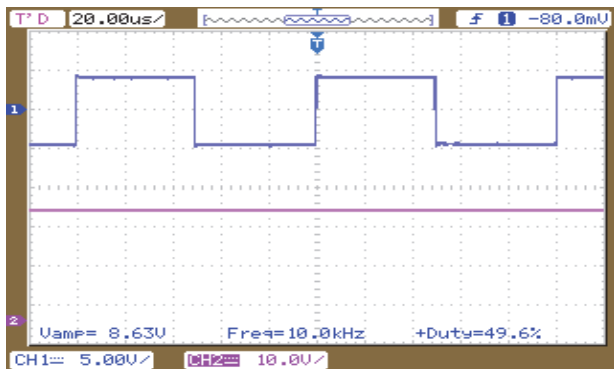 T' D 20.00us/ T ƒ 1 -80.0mV
T
1
2
Vamp= 8.63V Freq=10.0kHz +Duty=49.6%
CH1 5.00V/ CH2 10.0V/